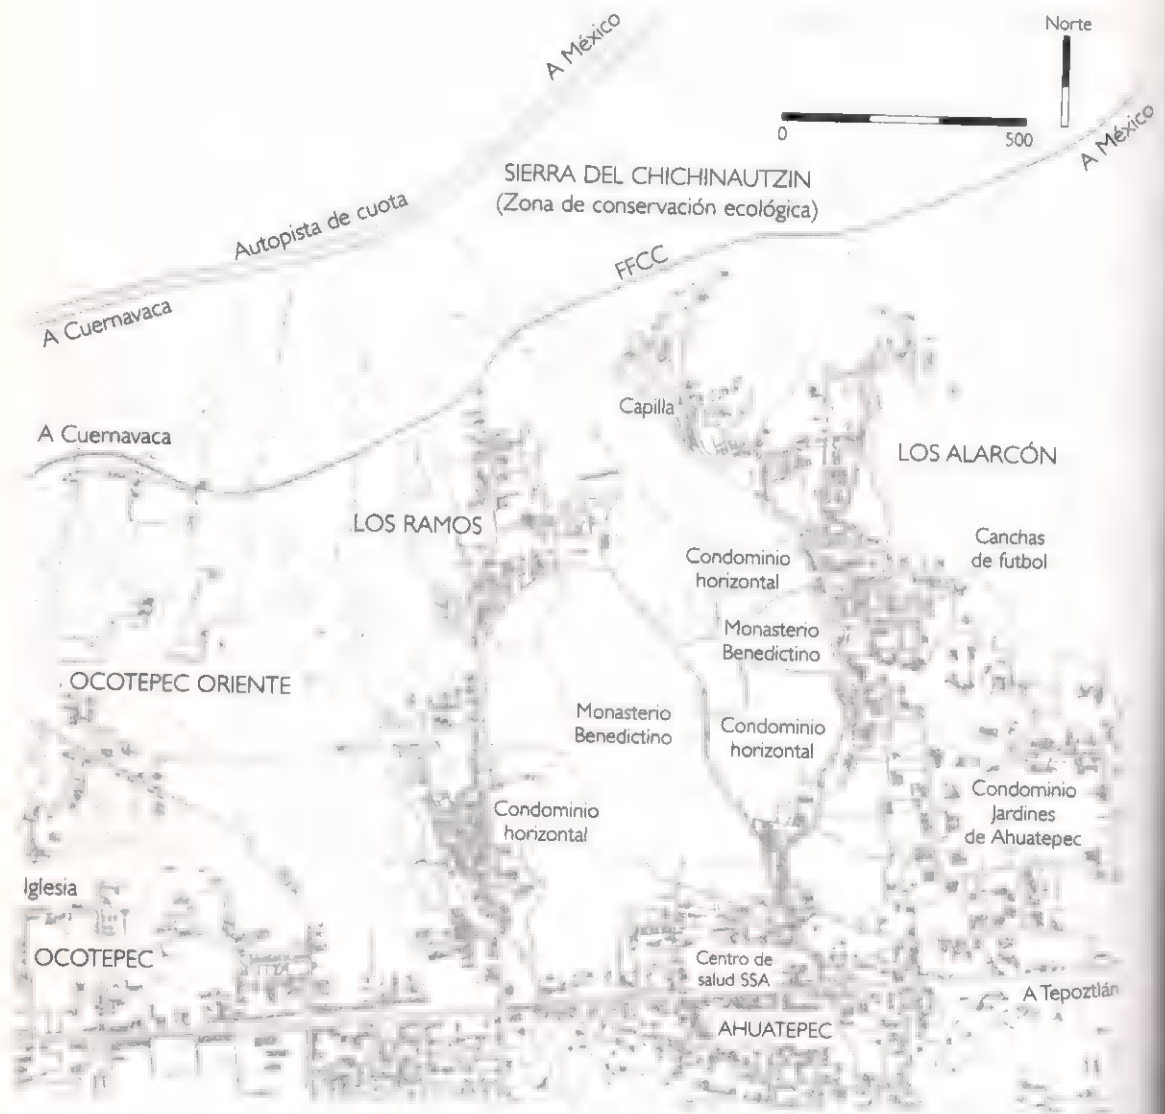 Norte
A México
0
500
A México
SIERRA DEL CHICHINAUTZIN
(Zona de conservación ecológica)
Autopista de cuota
FFCC
A Cuernavaca
Capilla
A Cuernavaca
LOS ALARCÓN
LOS RAMOS
Canchas
de futbol
Condominio
horizontal
Monasterio
Benedictino
OCOTEPEC ORIENTE
Monasterio
Benedictino
Condominio
horizontal
Condominio
horizontal
Condominio
Jardines
de Ahuatepec
Iglesia
OCOTEPEC
Centro de
salud SSA
A Tepoztlán
AHUATEPEC